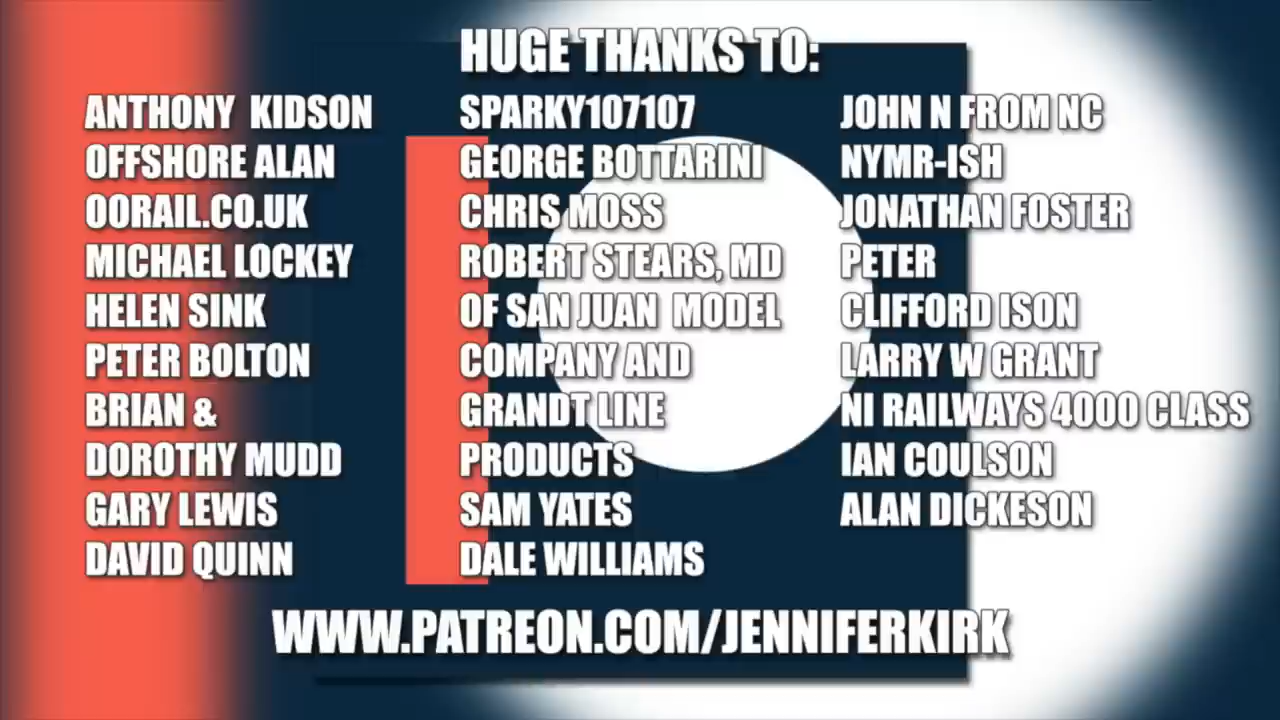 HUGE THANKS TO:
ANTHONY  KIDSON
OFFSHORE ALAN
OORAIL.CO.UK
MICHAEL LOCKEY
HELEN SINK
PETER BOLTON
BRIAN &
DOROTHY MUDD
GARY LEWIS
DAVID QUINN
SPARKY107107
GEORGE BOTTARINI
CHRIS MOSS
ROBERT STEARS, MD
OF SAN JUAN  MODEL
COMPANY AND
GRANDT LINE
PRODUCTS
SAM YATES
DALE WILLIAMS
JOHN N FROM NC
NYMR-ISH
JONATHAN FOSTER
PETER
CLIFFORD ISON
LARRY W GRANT
NI RAILWAYS 4000 CLASS
IAN COULSON
ALAN DICKESON
WWW.PATREON.COM/JENNIFERKIRK